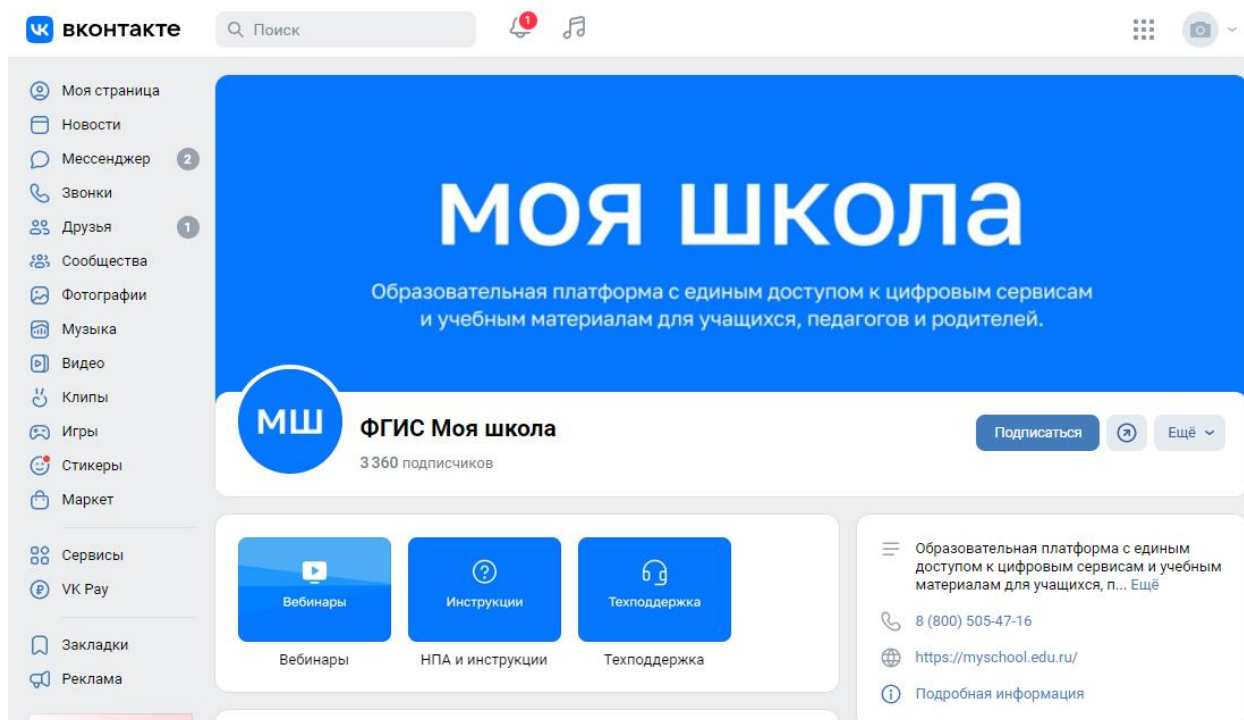 вконтакте
Поиск
1
Моя страница
Новости
Мессенджер 2
Звонки
Друзья 1
Сообщества
Фотографии
Музыка
Видео
Клипы
Игры
Стикеры
Маркет
Сервисы
VK Pay
Закладки
Реклама
моя школа
Образовательная платформа с единым доступом к цифровым сервисам
и учебным материалам для учащихся, педагогов и родителей.
МШ
ФГИС Моя школа
3 360 подписчиков
Подписаться
Ещё
Вебинары
Инструкции
Техподдержка
Вебинары
НПА и инструкции
Техподдержка
Образовательная платформа с единым
доступом к цифровым сервисам и учебным
материалам для учащихся, п... Ещё
8 (800) 505-47-16
https://myschool.edu.ru/
Подробная информация